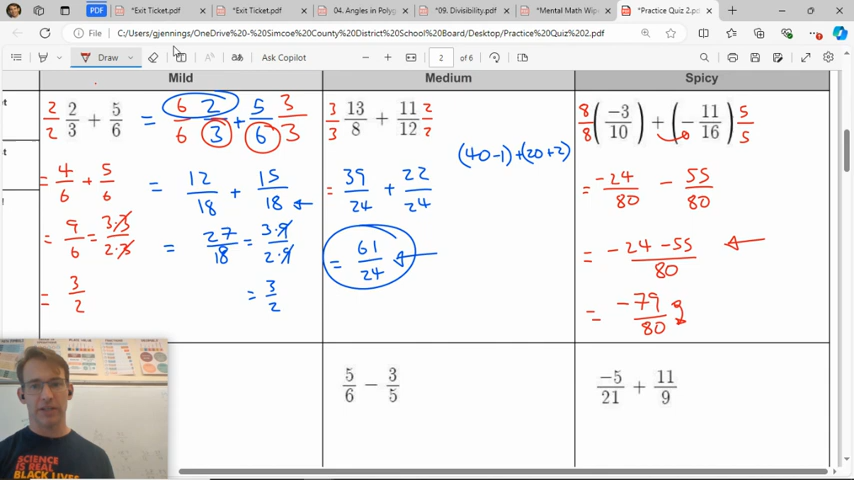 PDF *Exit Ticket.pdf *Exit Ticket.pdf 04. Angles in Polyg *09. Divisibility.pdf *Mental Math Wip *Practice Quiz 2.pdf
File C:/Users/gjennings/OneDrive%20-%20Simcoe%20County%20District%20School%20Board/Desktop/Practice%20Quiz%202.pdf
Draw Ask Copilot 2 of 6
Mild Medium Spicy
2/2 2/3 + 5/6 = 6/6 2/3 + 5/6 3/3
= 4/6 + 5/6 = 12/18 + 15/18
= 9/6 = 3·3/2·3 = 27/18 = 3·9/2·9
= 3/2 = 3/2
3/3 13/8 + 11/12 2/2
(40-1)+(20+2)
= 39/24 + 22/24
= 61/24
8/8 (-3/10) + (- 11/16) 5/5
= -24/80 - 55/80
= -24-55/80
= -79/80
5/6 − 3/5
-5/21 + 11/9
SCIENCE IS
REAL
BLACK LIVES